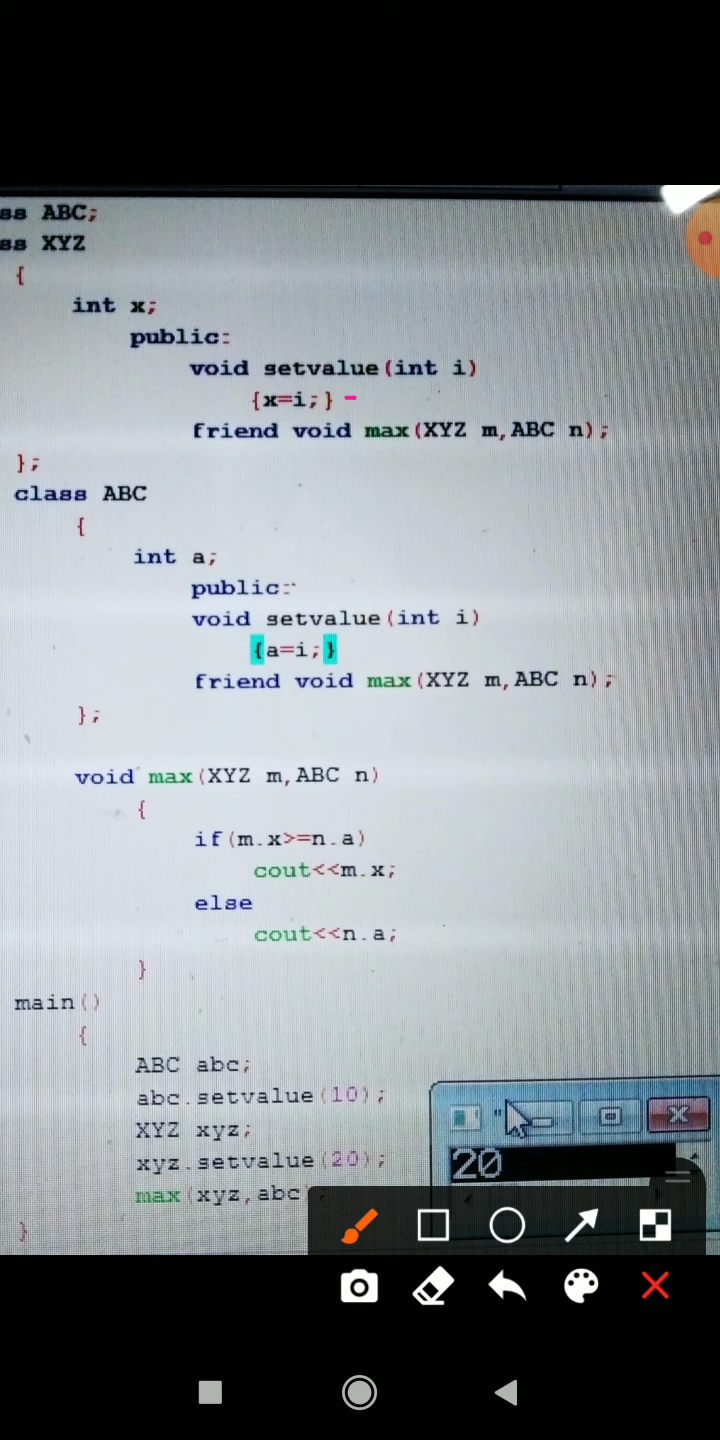 ss ABC;
ss XYZ
{
int x;
public:
void setvalue(int i)
{x=i;}
friend void max(XYZ m,ABC n);
};
class ABC
{
int a;
public:
void setvalue(int i)
{a=i;}
friend void max(XYZ m,ABC n);
};
void max(XYZ m,ABC n)
{
if(m.x>=n.a)
cout<<m.x;
else
cout<<n.a;
}
main()
{
ABC abc;
abc.setvalue(10);
XYZ xyz;
xyz.setvalue(20);
max(xyz,abc);
}
"
20